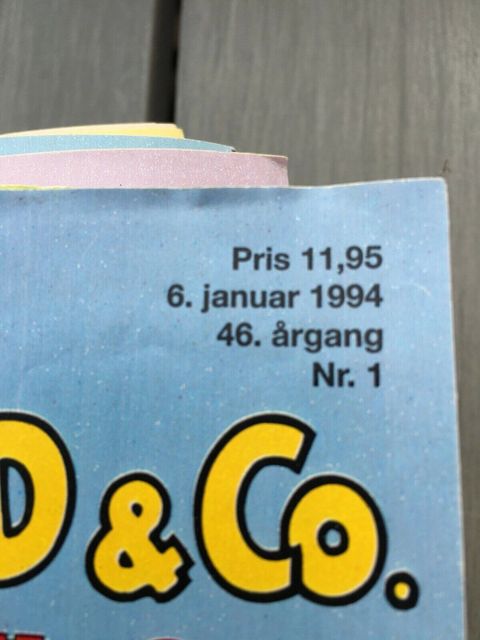 Pris 11,95
6. januar 1994
46. årgang
Nr. 1
D & Co.